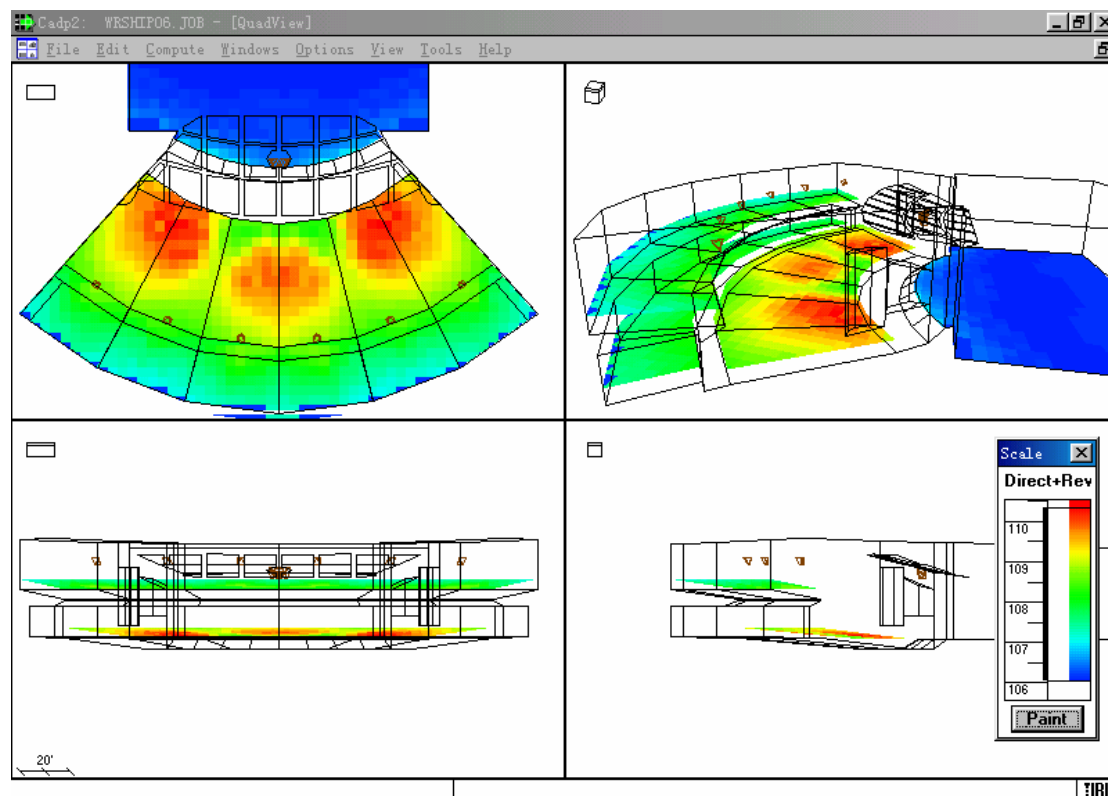 Cadp2: WRSHIP06.JOB - [QuadView]
File Edit Compute Windows Options View Tools Help
Scale
Direct+Rev
110
109
108
107
106
Paint
20'